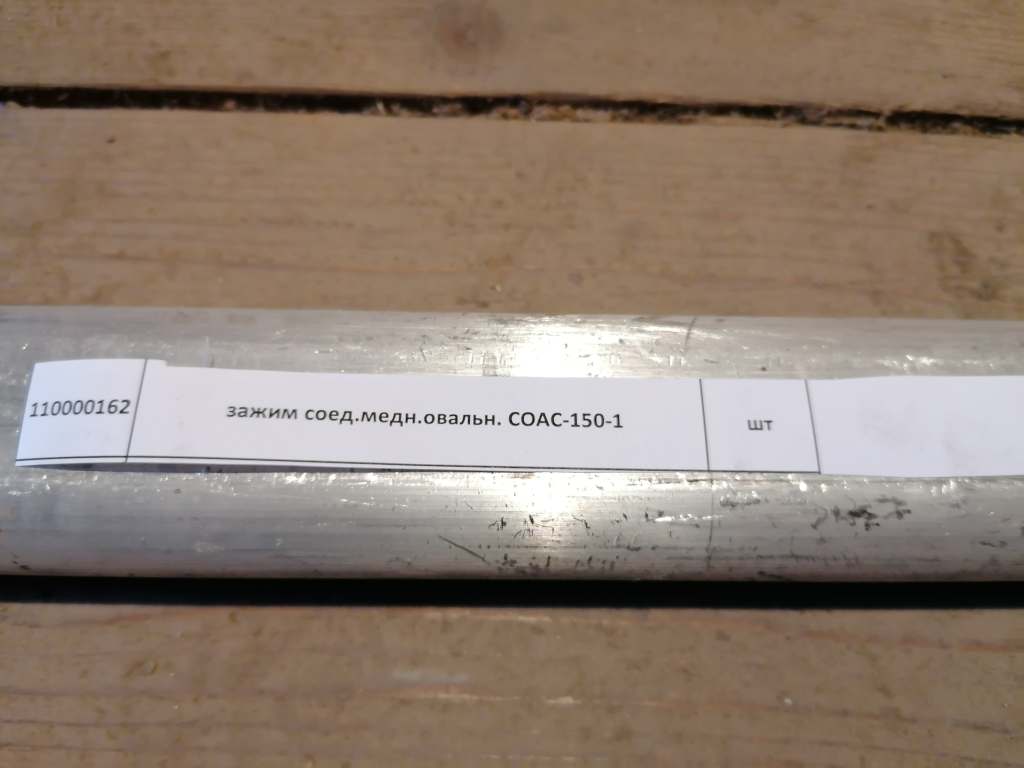 110000162 зажим соед.медн.овальн. СОАС-150-1 шт